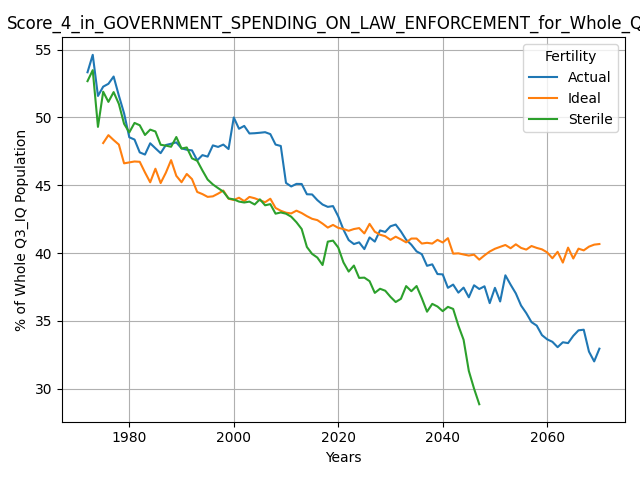 Score_4_in_GOVERNMENT_SPENDING_ON_LAW_ENFORCEMENT_for_Whole_Q
55
50
45
40
35
30
% of Whole Q3_IQ Population
Fertility
Actual
Ideal
Sterile
1980
2000
2020
2040
2060
Years